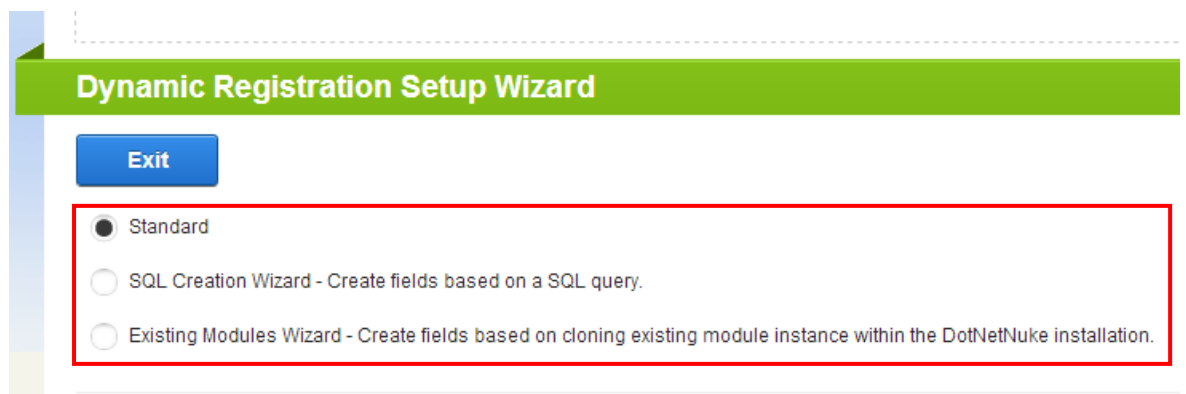 Dynamic Registration Setup Wizard
Exit
Standard
SQL Creation Wizard - Create fields based on a SQL query.
Existing Modules Wizard - Create fields based on cloning existing module instance within the DotNetNuke installation.